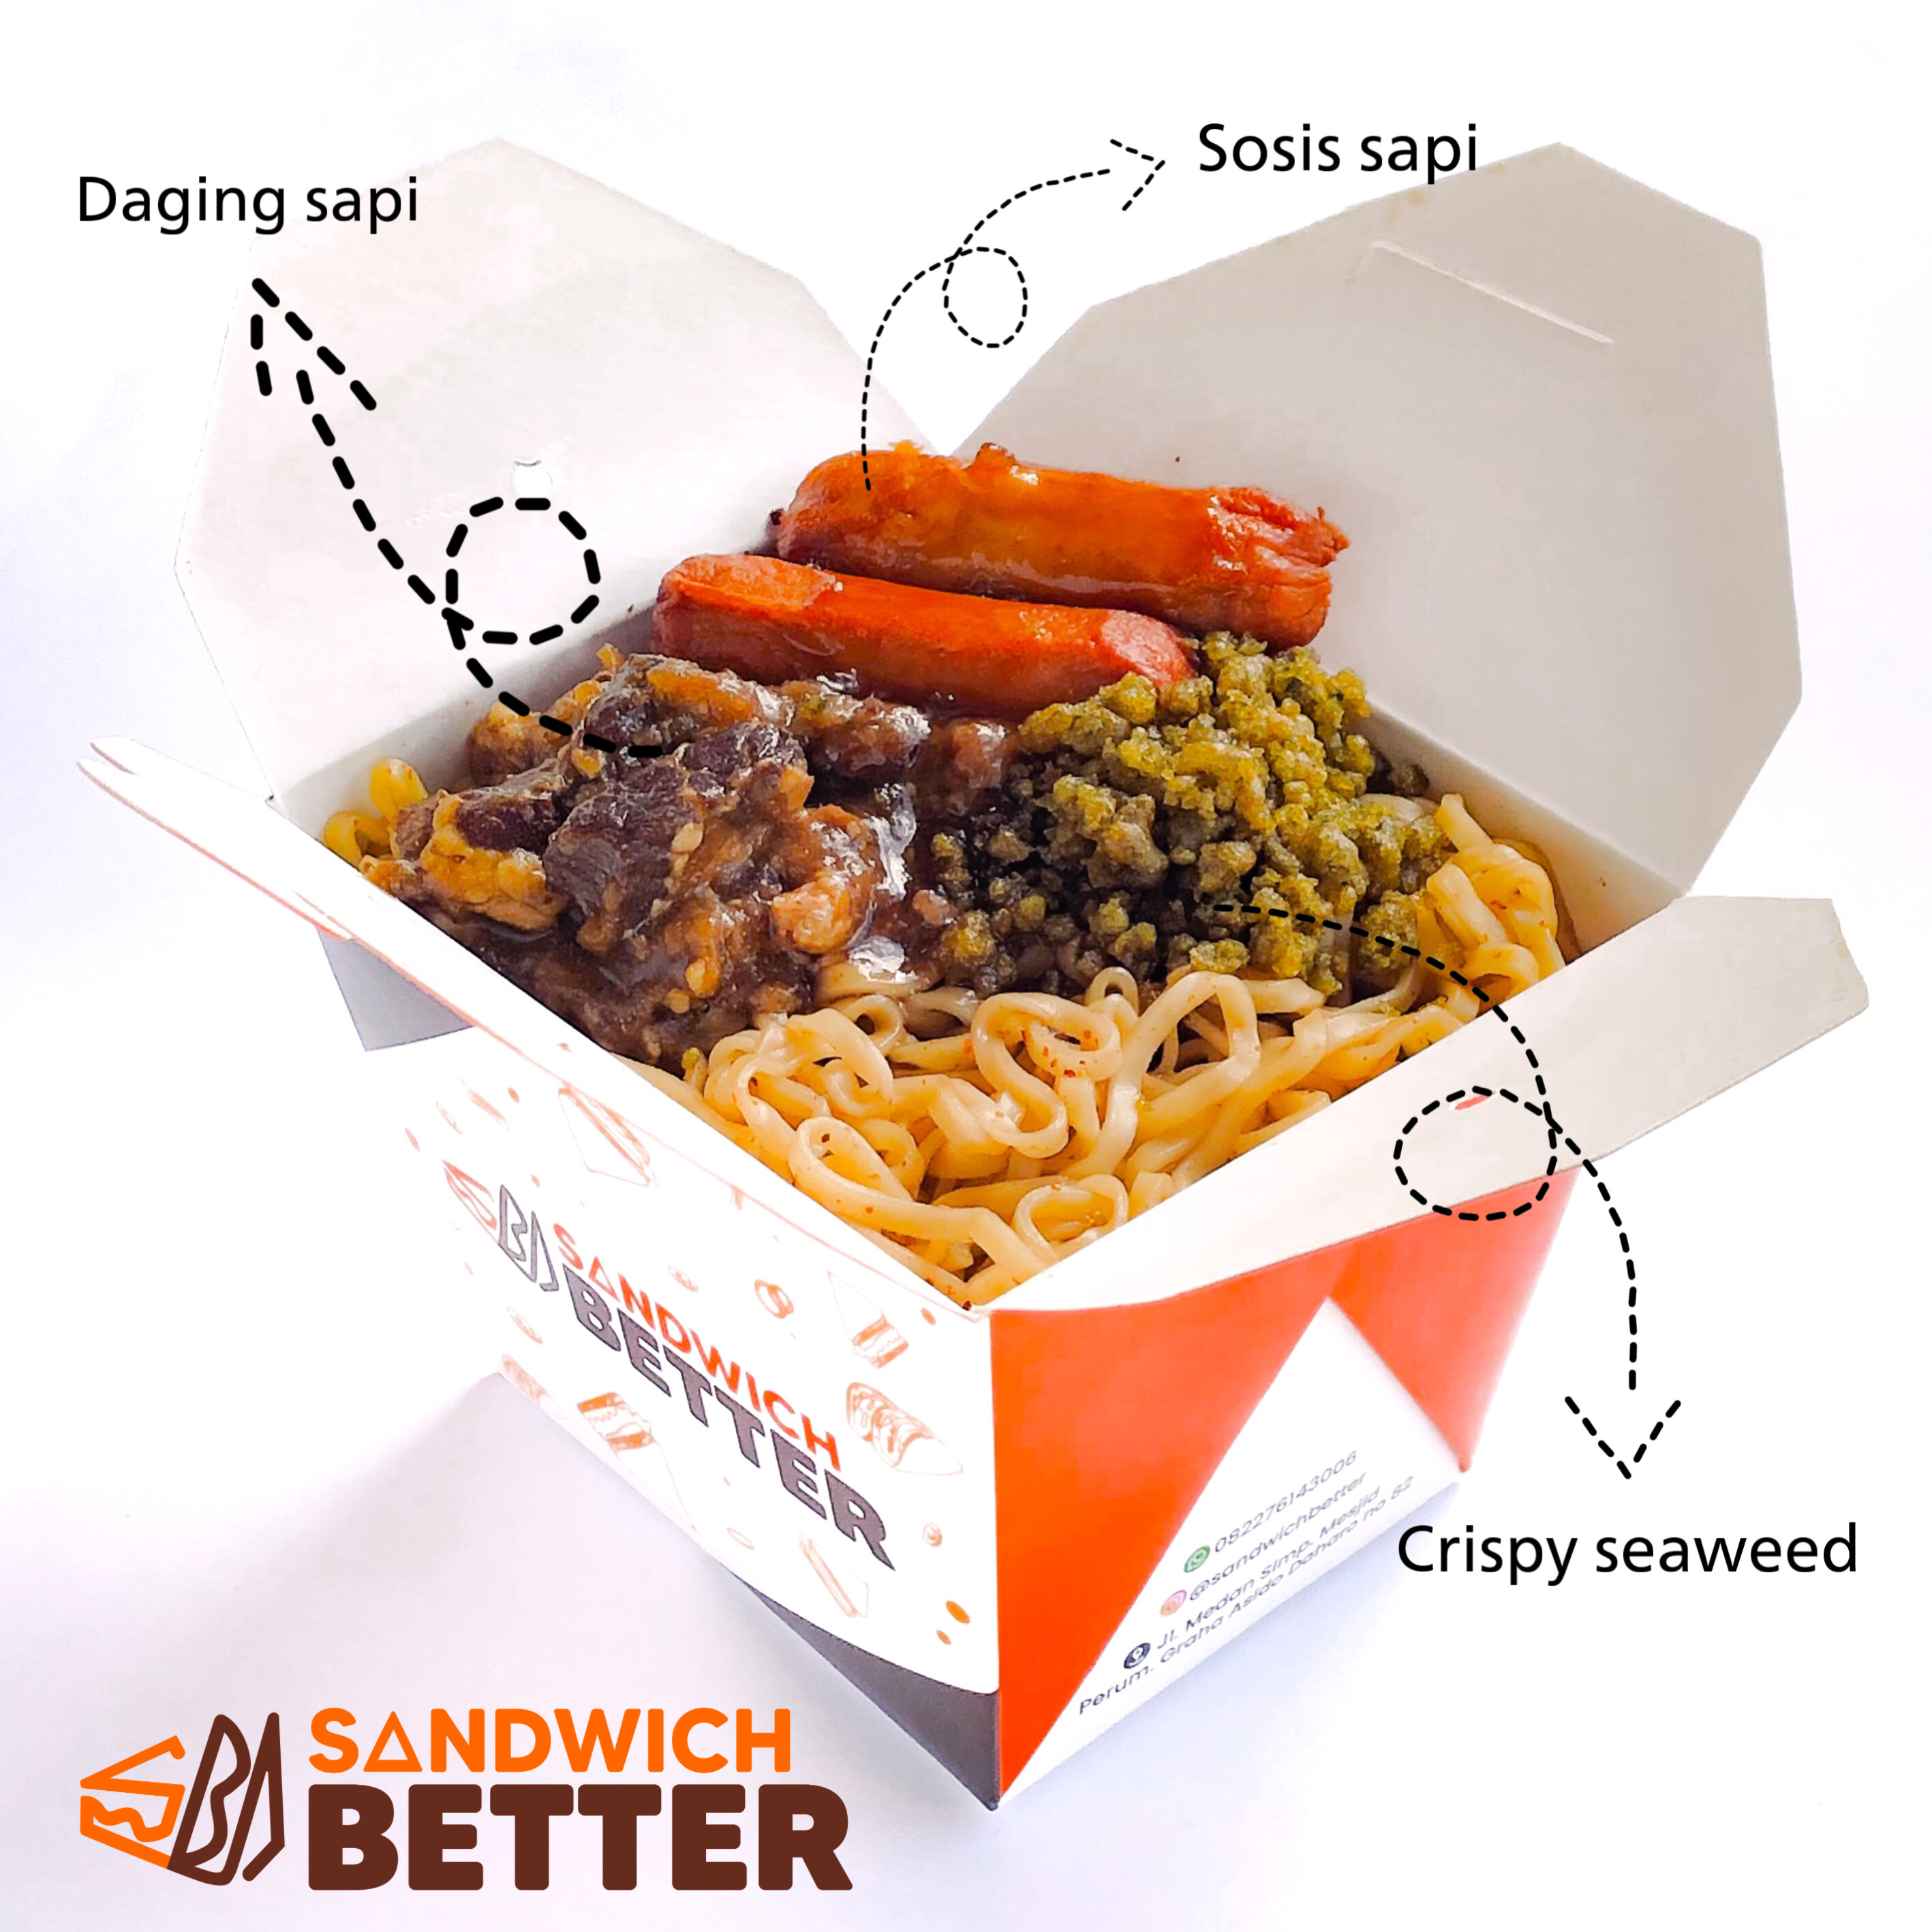 Sosis sapi
Daging sapi
SANDWICH
BETTER
082276143006
@sandwichbetter
Jl. Medan Simp. Mesjid
Perum. Graha Asido Doharo no 82
Crispy seaweed
SANDWICH
BETTER